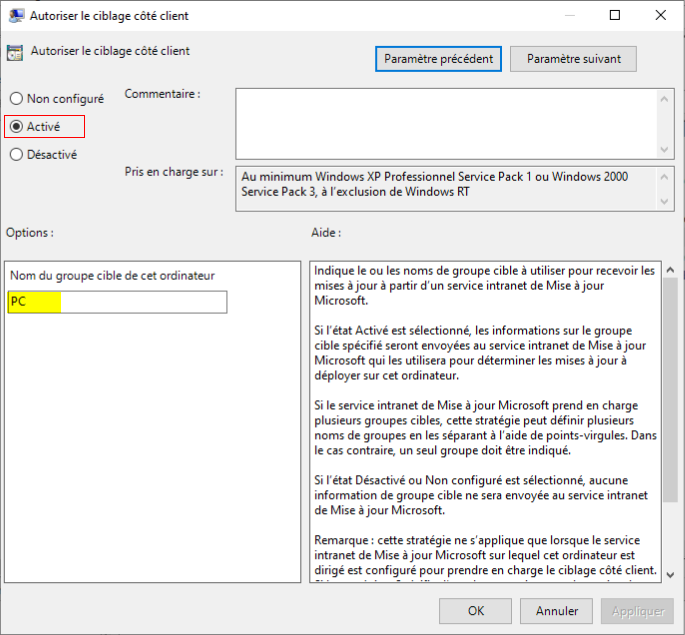 Autoriser le ciblage côté client
Autoriser le ciblage côté client
Paramètre précédent
Paramètre suivant
Non configuré
Activé
Désactivé
Commentaire :
Pris en charge sur :
Au minimum Windows XP Professionnel Service Pack 1 ou Windows 2000
Service Pack 3, à l'exclusion de Windows RT
Options :
Aide :
Nom du groupe cible de cet ordinateur
PC
Indique le ou les noms de groupe cible à utiliser pour recevoir les
mises à jour à partir d'un service intranet de Mise à jour
Microsoft.
Si l'état Activé est sélectionné, les informations sur le groupe
cible spécifié seront envoyées au service intranet de Mise à jour
Microsoft qui les utilisera pour déterminer les mises à jour à
déployer sur cet ordinateur.
Si le service intranet de Mise à jour Microsoft prend en charge
plusieurs groupes cibles, cette stratégie peut définir plusieurs
noms de groupes en les séparant à l'aide de points-virgules. Dans
le cas contraire, un seul groupe doit être indiqué.
Si l'état Désactivé ou Non configuré est sélectionné, aucune
information de groupe cible ne sera envoyée au service intranet
de Mise à jour Microsoft.
Remarque : cette stratégie ne s'applique que lorsque le service
intranet de Mise à jour Microsoft sur lequel cet ordinateur est
dirigé est configuré pour prendre en charge le ciblage côté client.
OK
Annuler
Appliquer